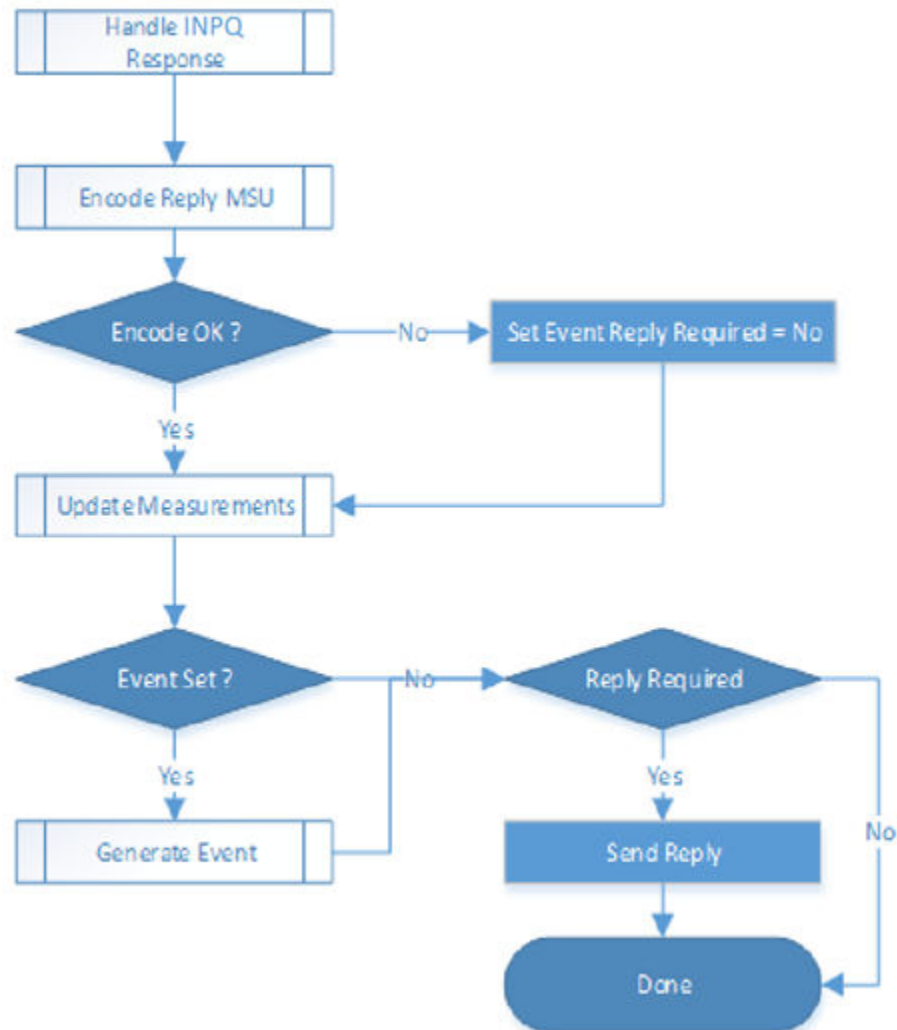 Handle INPQ
Response
Encode Reply MSU
Encode OK ?
No
Set Event Reply Required = No
Yes
Update Measurements
Event Set ?
No
Reply Required
Yes
Yes
Generate Event
Send Reply
No
Done